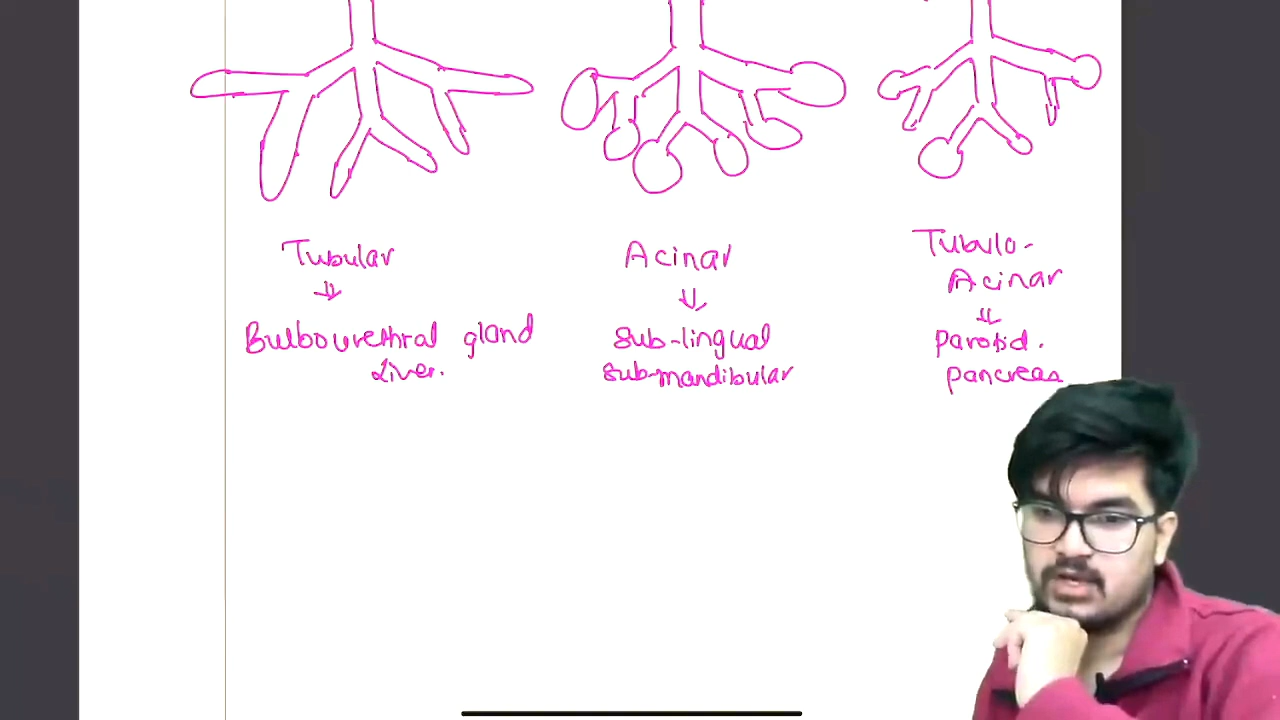 Tubular
⇓
Bulbourethral gland
Liver.
Acinar
⇓
Sub-lingual
Sub-mandibular
Tubulo-
Acinar
⇓
Parotid.
pancreas